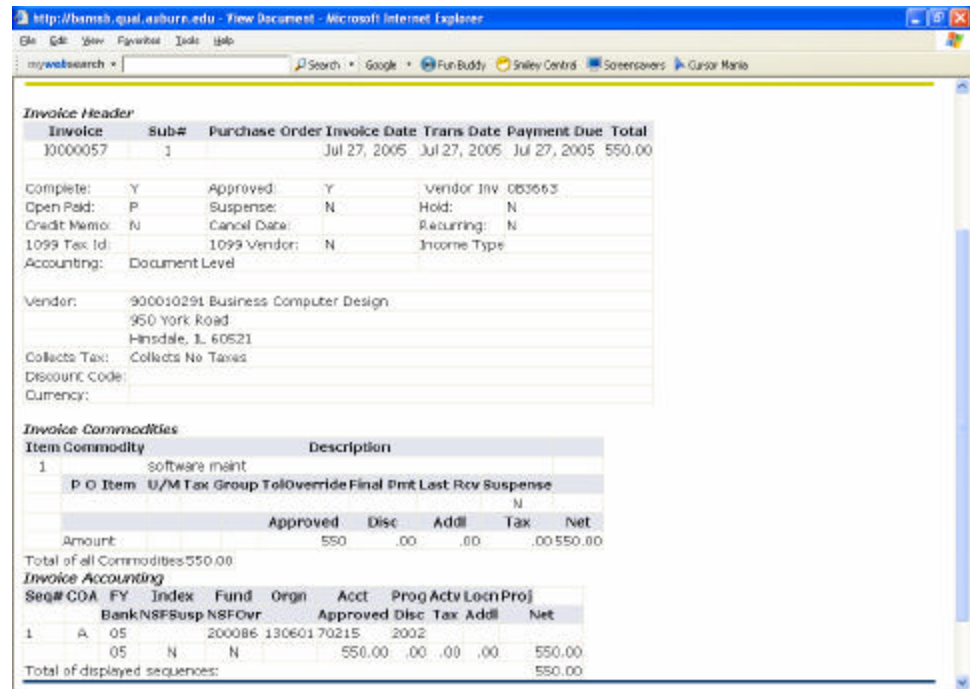 http://bamssb.qual.auburn.edu - View Document - Microsoft Internet Explorer
File Edit View Favorites Tools Help
mywebsearch Search Google Fun Buddy Smiley Central Screensavers Cursor Mania
Invoice Header
Invoice Sub# Purchase Order Invoice Date Trans Date Payment Due Total
I0000057 1 Jul 27, 2005 Jul 27, 2005 Jul 27, 2005 550.00
Complete: Y Approved: Y Vendor Inv 0B3663
Open Paid: P Suspense: N Hold: N
Credit Memo: N Cancel Date: Recurring: N
1099 Tax Id: 1099 Vendor: N Income Type
Accounting: Document Level
Vendor: 900010291 Business Computer Design
950 York Road
Hinsdale, IL 60521
Collects Tax: Collects No Taxes
Discount Code:
Currency:
Invoice Commodities
Item Commodity Description
1 software maint
P O Item U/M Tax Group TolOverride Final Pmt Last Rcv Suspense
N
Approved Disc Addl Tax Net
Amount 550 .00 .00 .00 550.00
Total of all Commodities 550.00
Invoice Accounting
Seq# COA FY Index Fund Orgn Acct Prog Actv Locn Proj
Bank NSFSusp NSFOvr Approved Disc Tax Addl Net
1 A 05 200086 130601 70215 2002
05 N N 550.00 .00 .00 .00 550.00
Total of displayed sequences: 550.00